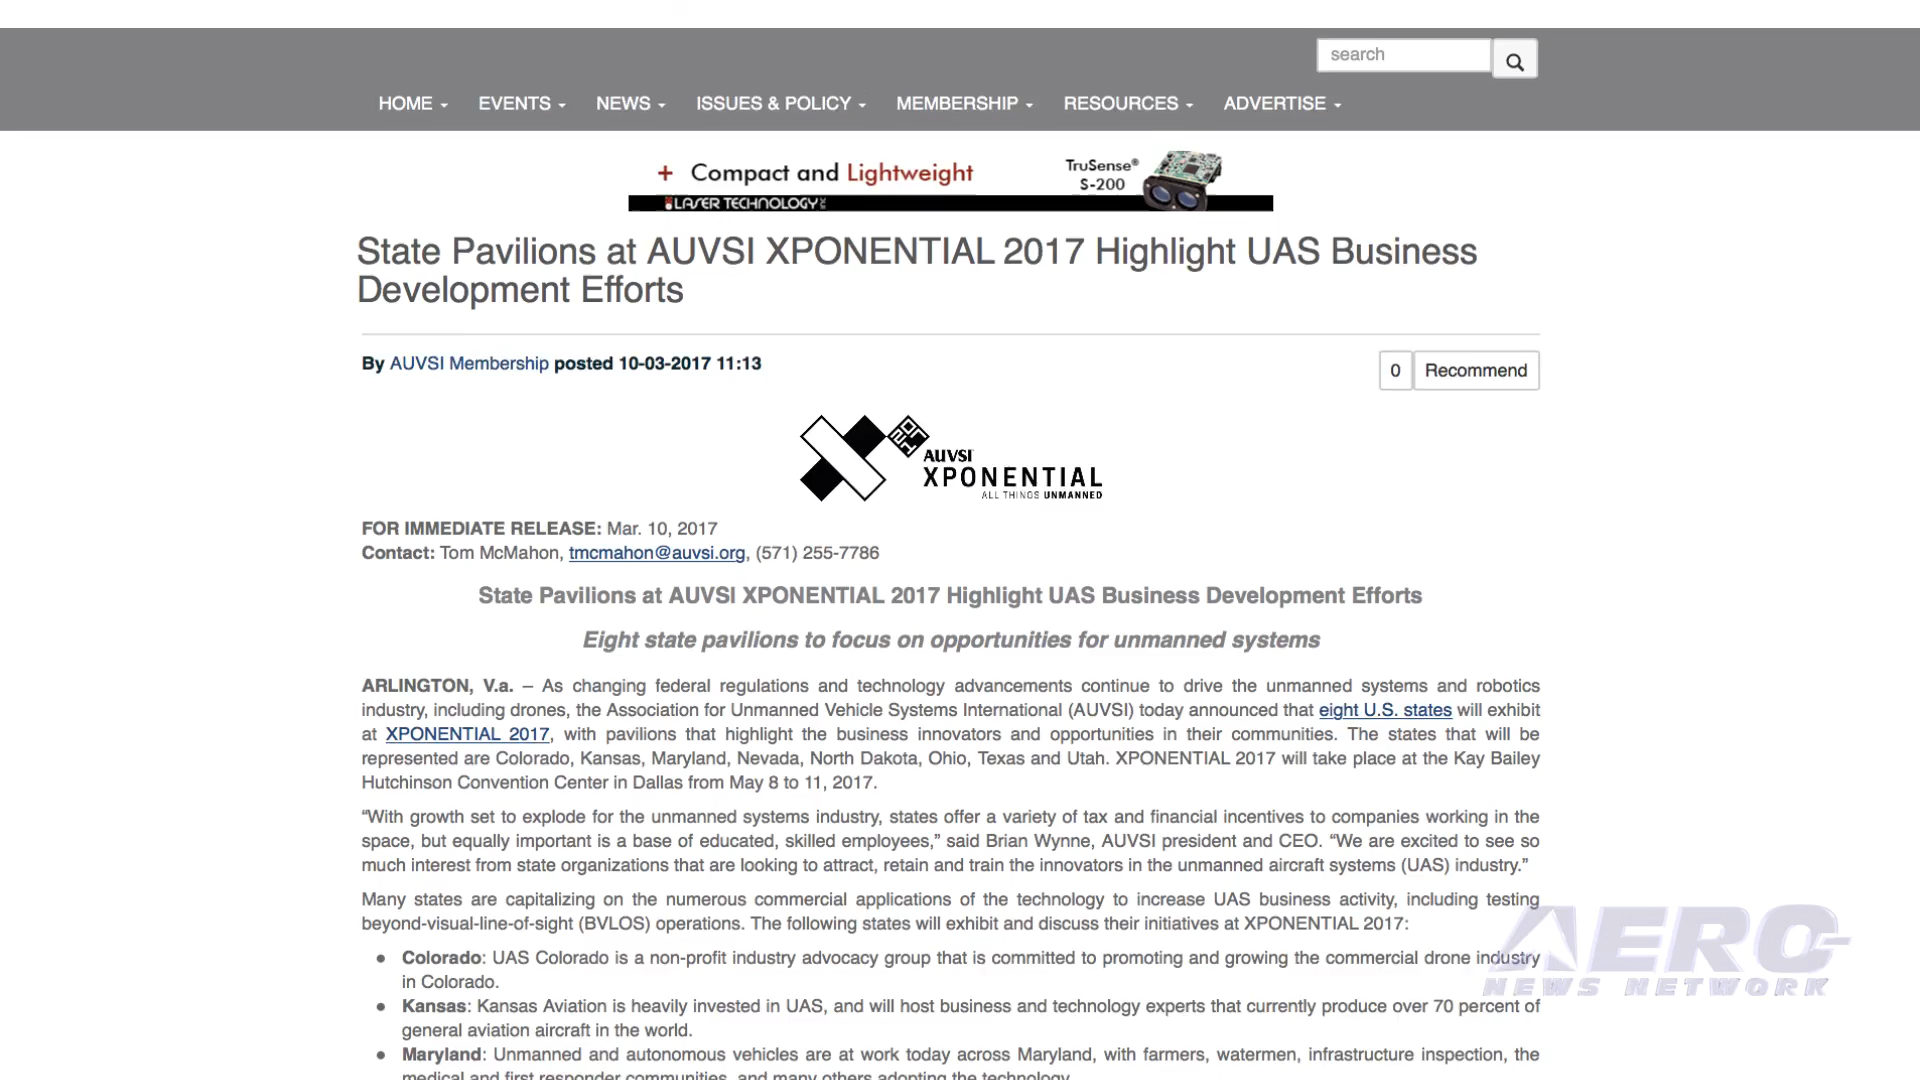 search
HOME EVENTS NEWS ISSUES & POLICY MEMBERSHIP RESOURCES ADVERTISE
+ Compact and Lightweight
TruSense®
S-200
LASER TECHNOLOGY INC
State Pavilions at AUVSI XPONENTIAL 2017 Highlight UAS Business
Development Efforts
By AUVSI Membership posted 10-03-2017 11:13
0 Recommend
2017
AUVSI
XPONENTIAL
ALL THINGS UNMANNED
FOR IMMEDIATE RELEASE: Mar. 10, 2017
Contact: Tom McMahon, tmcmahon@auvsi.org, (571) 255-7786
State Pavilions at AUVSI XPONENTIAL 2017 Highlight UAS Business Development Efforts
Eight state pavilions to focus on opportunities for unmanned systems
ARLINGTON, V.a. – As changing federal regulations and technology advancements continue to drive the unmanned systems and robotics
industry, including drones, the Association for Unmanned Vehicle Systems International (AUVSI) today announced that eight U.S. states will exhibit
at XPONENTIAL 2017, with pavilions that highlight the business innovators and opportunities in their communities. The states that will be
represented are Colorado, Kansas, Maryland, Nevada, North Dakota, Ohio, Texas and Utah. XPONENTIAL 2017 will take place at the Kay Bailey
Hutchinson Convention Center in Dallas from May 8 to 11, 2017.
“With growth set to explode for the unmanned systems industry, states offer a variety of tax and financial incentives to companies working in the
space, but equally important is a base of educated, skilled employees,” said Brian Wynne, AUVSI president and CEO. “We are excited to see so
much interest from state organizations that are looking to attract, retain and train the innovators in the unmanned aircraft systems (UAS) industry.”
Many states are capitalizing on the numerous commercial applications of the technology to increase UAS business activity, including testing
beyond-visual-line-of-sight (BVLOS) operations. The following states will exhibit and discuss their initiatives at XPONENTIAL 2017:
• Colorado: UAS Colorado is a non-profit industry advocacy group that is committed to promoting and growing the commercial drone industry
in Colorado.
• Kansas: Kansas Aviation is heavily invested in UAS, and will host business and technology experts that currently produce over 70 percent of
general aviation aircraft in the world.
• Maryland: Unmanned and autonomous vehicles are at work today across Maryland, with farmers, watermen, infrastructure inspection, the
medical and first responder communities, and many others adopting the technology.
AERO-
NEWS NETWORK